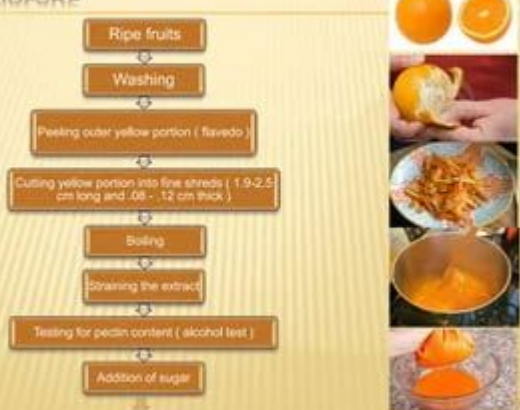 Ripe fruits
Washing
Peeling outer yellow portion ( flavedo )
Cutting yellow portion into fine shreds ( 1.9-2.5
cm long and .08 - .12 cm thick )
Boiling
Straining the extract
Testing for pectin content ( alcohol test )
Addition of sugar